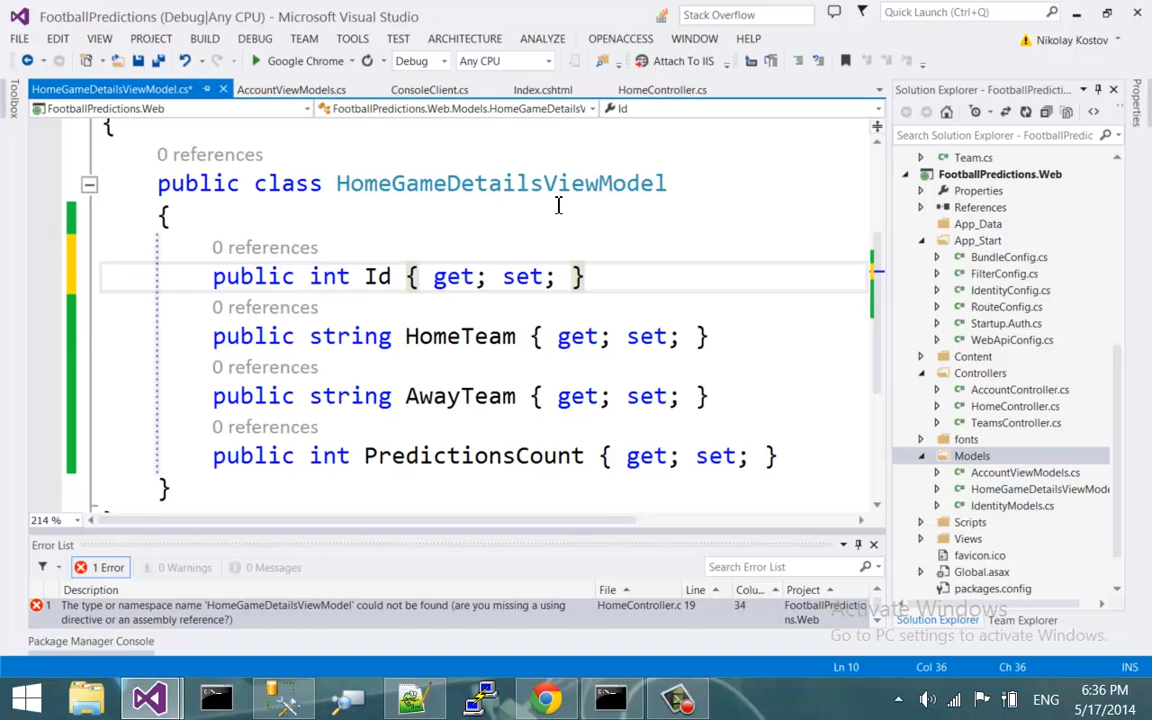 FootballPredictions (Debug|Any CPU) - Microsoft Visual Studio
Stack Overflow
Quick Launch (Ctrl+Q)
FILE EDIT VIEW PROJECT BUILD DEBUG TEAM TOOLS TEST ARCHITECTURE ANALYZE OPENACCESS WINDOW HELP
Nikolay Kostov
Google Chrome Debug Any CPU Attach To IIS
Toolbox
HomeGameDetailsViewModel.cs* AccountViewModels.cs ConsoleClient.cs Index.cshtml HomeController.cs
FootballPredictions.Web FootballPredictions.Web.Models.HomeGameDetailsV Id
{
0 references
public class HomeGameDetailsViewModel
{
0 references
public int Id { get; set; }
0 references
public string HomeTeam { get; set; }
0 references
public string AwayTeam { get; set; }
0 references
public int PredictionsCount { get; set; }
}
214 %
Error List
1 Error 0 Warnings 0 Messages
Search Error List
Description File Line Colu... Project
1 The type or namespace name 'HomeGameDetailsViewModel' could not be found (are you missing a using directive or an assembly reference?) HomeController.c 19 34 FootballPredictio ns.Web
Package Manager Console
Solution Explorer - FootballPredicti...
Search Solution Explorer - FootballPredic
Team.cs
FootballPredictions.Web
Properties
References
App_Data
App_Start
BundleConfig.cs
FilterConfig.cs
IdentityConfig.cs
RouteConfig.cs
Startup.Auth.cs
WebApiConfig.cs
Content
Controllers
AccountController.cs
HomeController.cs
TeamsController.cs
fonts
Models
AccountViewModels.cs
HomeGameDetailsViewMode
IdentityModels.cs
Scripts
Views
favicon.ico
Global.asax
packages.config
Properties
Activate Windows
Go to PC settings to activate Windows.
Solution Explorer Team Explorer
Ln 10 Col 36 Ch 36 INS
ENG
6:36 PM
5/17/2014